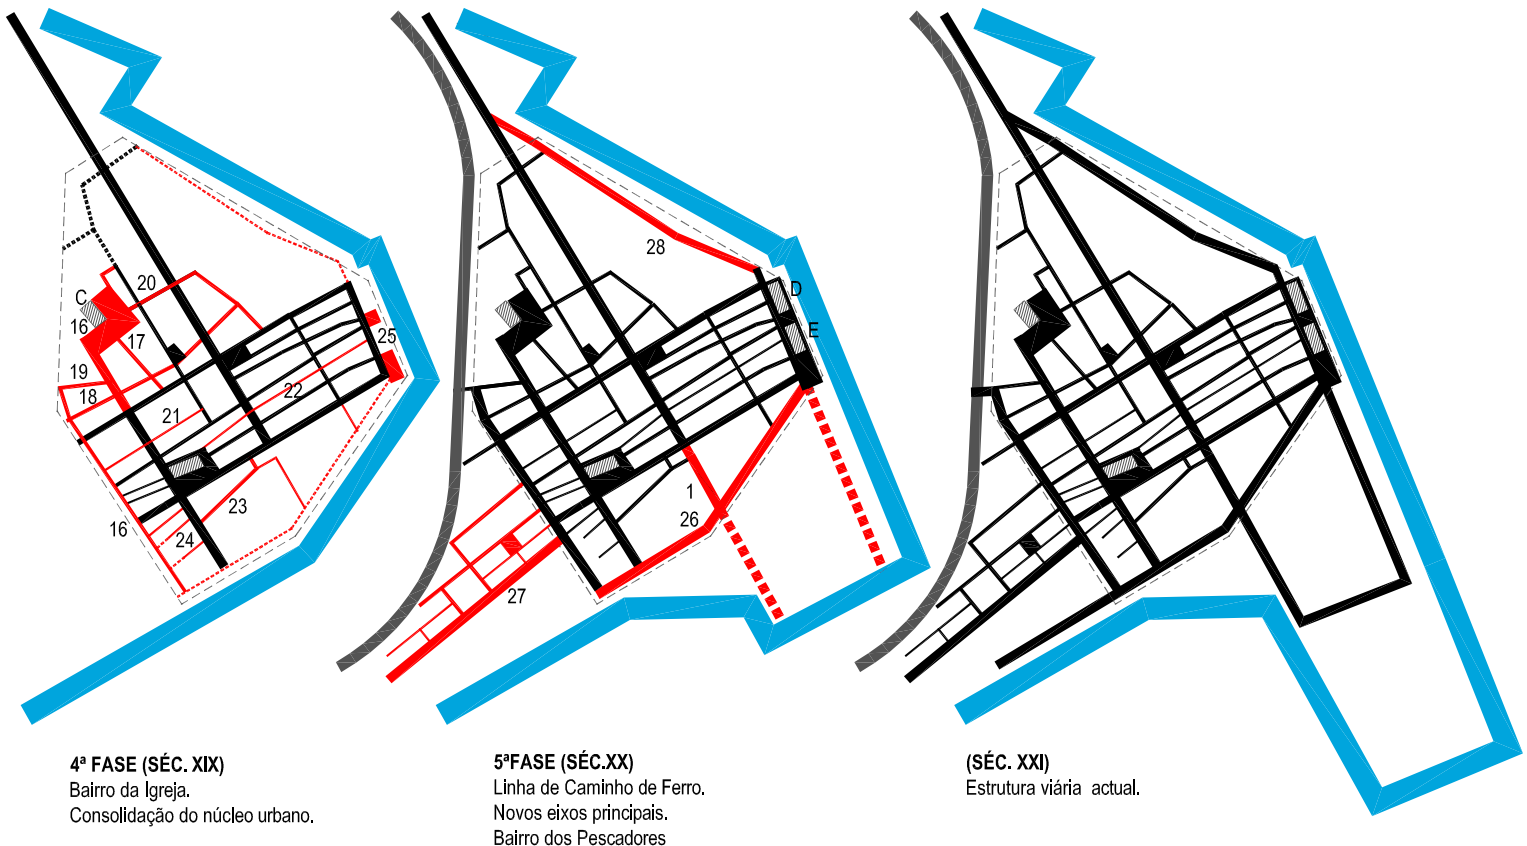 20
C
16
17
25
19
18
22
21
23
16
24
28
D
E
1
26
27
4ª FASE (SÉC. XIX)
Bairro da Igreja.
Consolidação do núcleo urbano.
5ªFASE (SÉC.XX)
Linha de Caminho de Ferro.
Novos eixos principais.
Bairro dos Pescadores
(SÉC. XXI)
Estrutura viária actual.